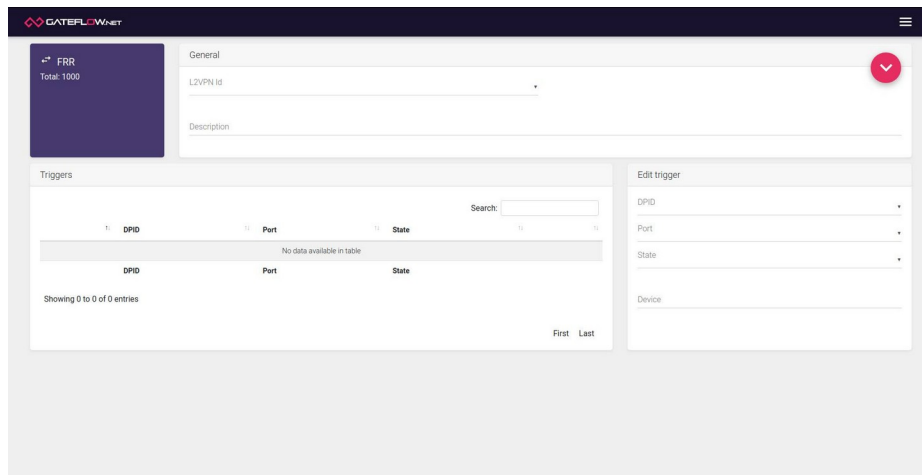 GATEFLOW.NET
FRR
Total: 1000
General
L2VPN Id
Description
Triggers
Search:
DPID Port State
No data available in table
DPID Port State
Showing 0 to 0 of 0 entries
First Last
Edit trigger
DPID
Port
State
Device